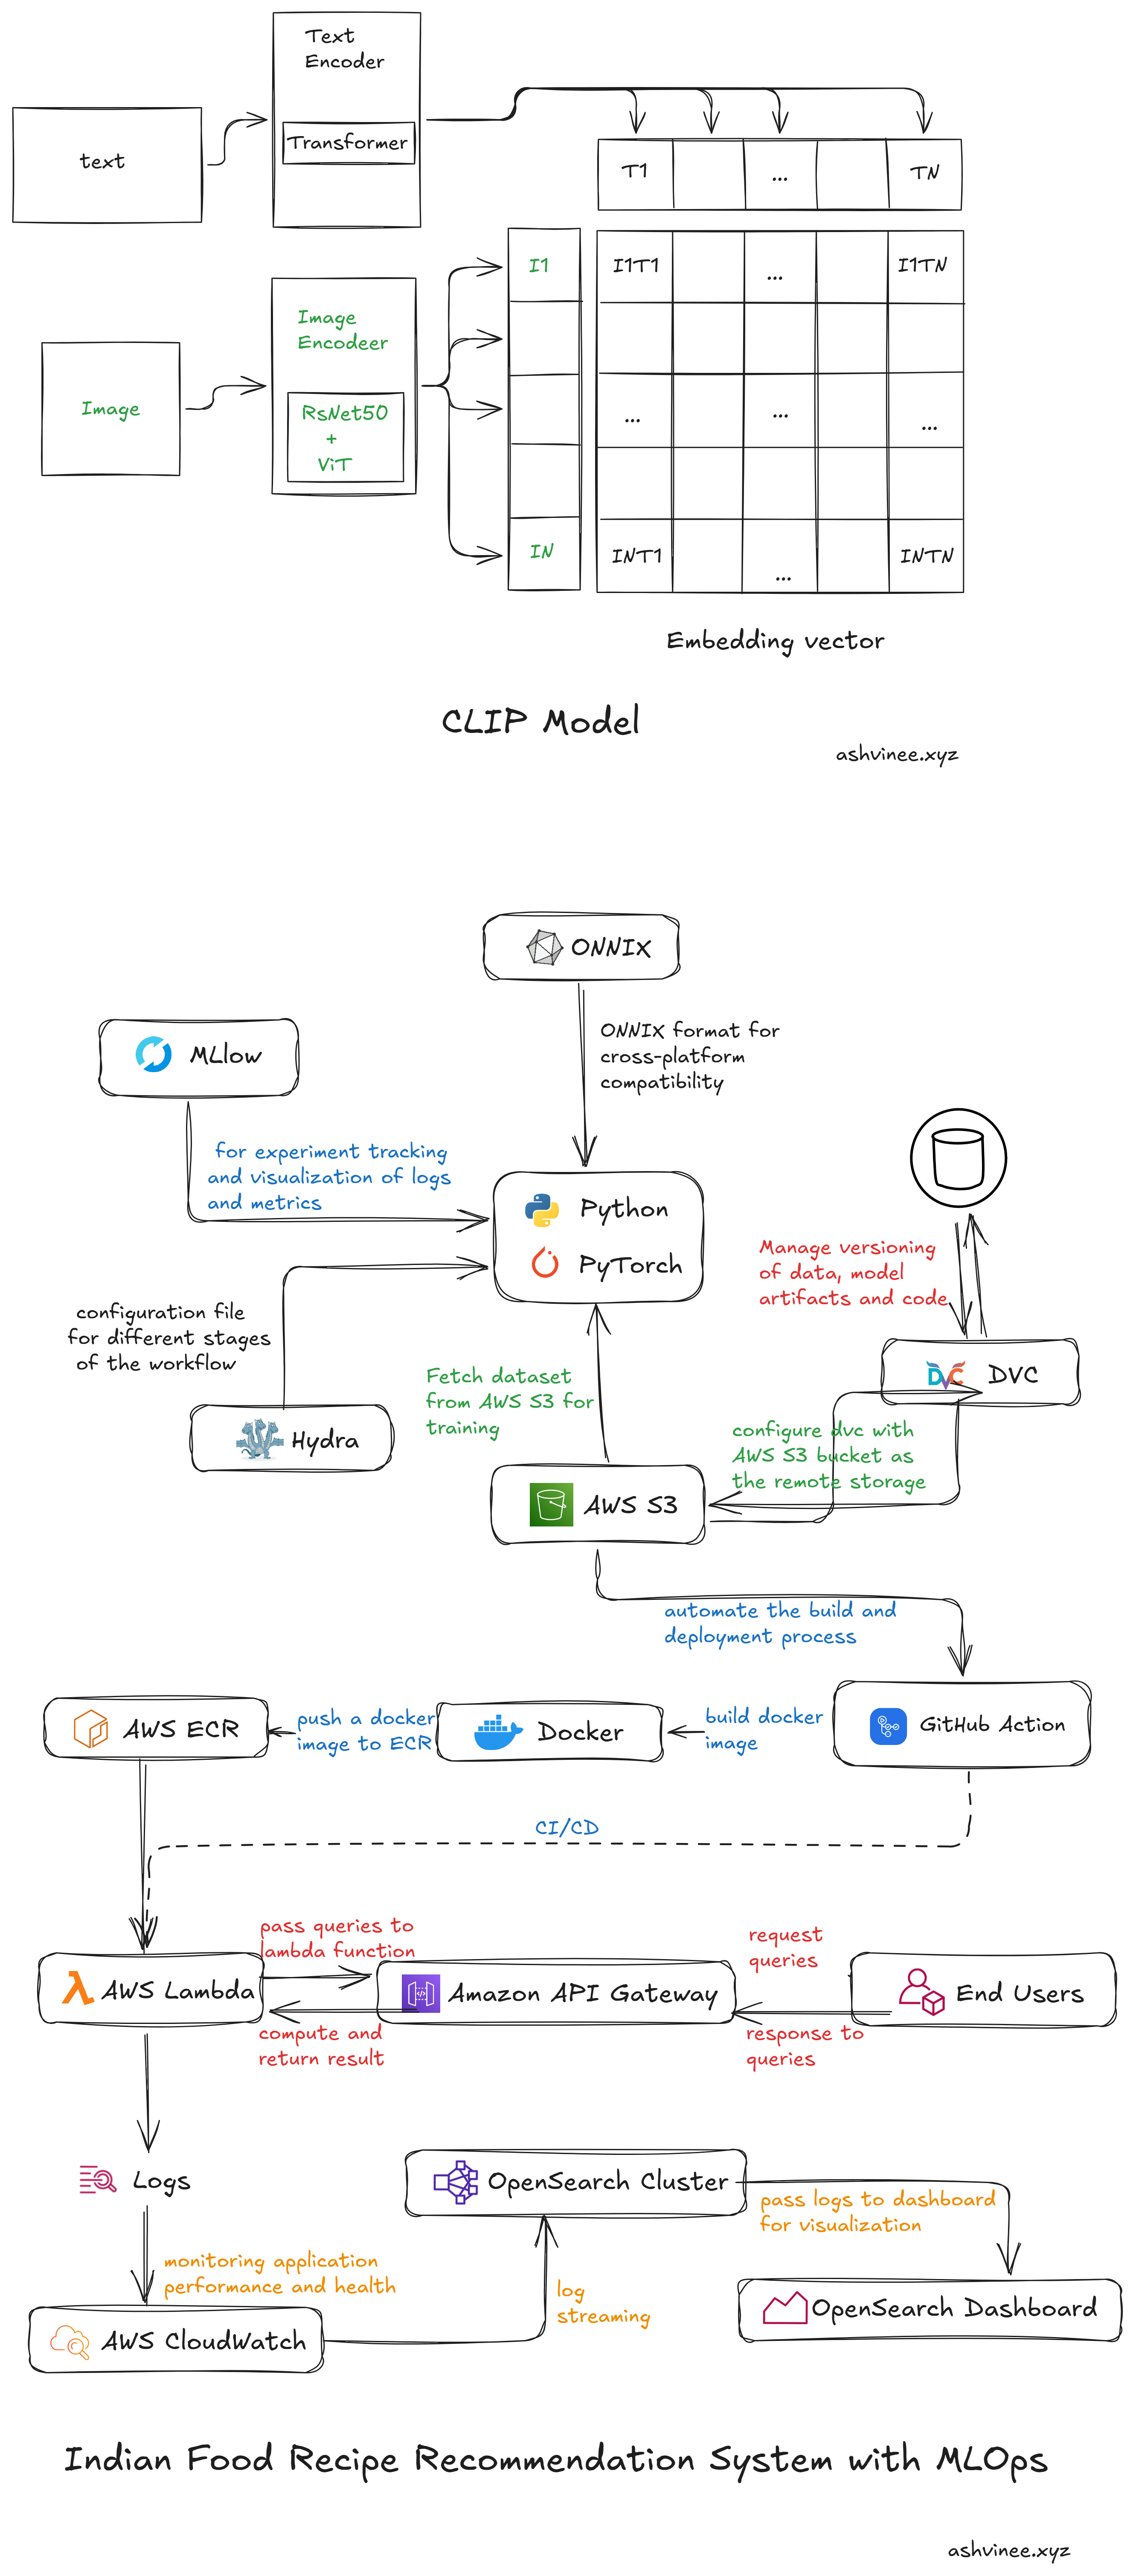 Text
Encoder
Transformer
text
T1
...
TN
I1
I1T1
...
I1TN
Image
Encodeer
Image
RsNet50
+
ViT
...
...
...
IN
INT1
...
INTN
Embedding vector
CLIP Model
ashvinee.xyz
ONNIX
ONNIX format for
cross-platform
compatibility
MLlow
for experiment tracking
and visualization of logs
and metrics
Python
PyTorch
Manage versioning
of data, model
artifacts and code
configuration file
for different stages
of the workflow
Hydra
Fetch dataset
from AWS S3 for
training
DVC
DVC
configure dvc with
AWS S3 bucket as
the remote storage
AWS S3
automate the build and
deployment process
AWS ECR
push a docker
image to ECR
Docker
build docker
image
GitHub Action
CI/CD
pass queries to
lambda function
AWS Lambda
compute and
return result
Amazon API Gateway
request
queries
response to
queries
End Users
Logs
OpenSearch Cluster
pass logs to dashboard
for visualization
monitoring application
performance and health
log
streaming
AWS CloudWatch
OpenSearch Dashboard
Indian Food Recipe Recommendation System with MLOps
ashvinee.xyz